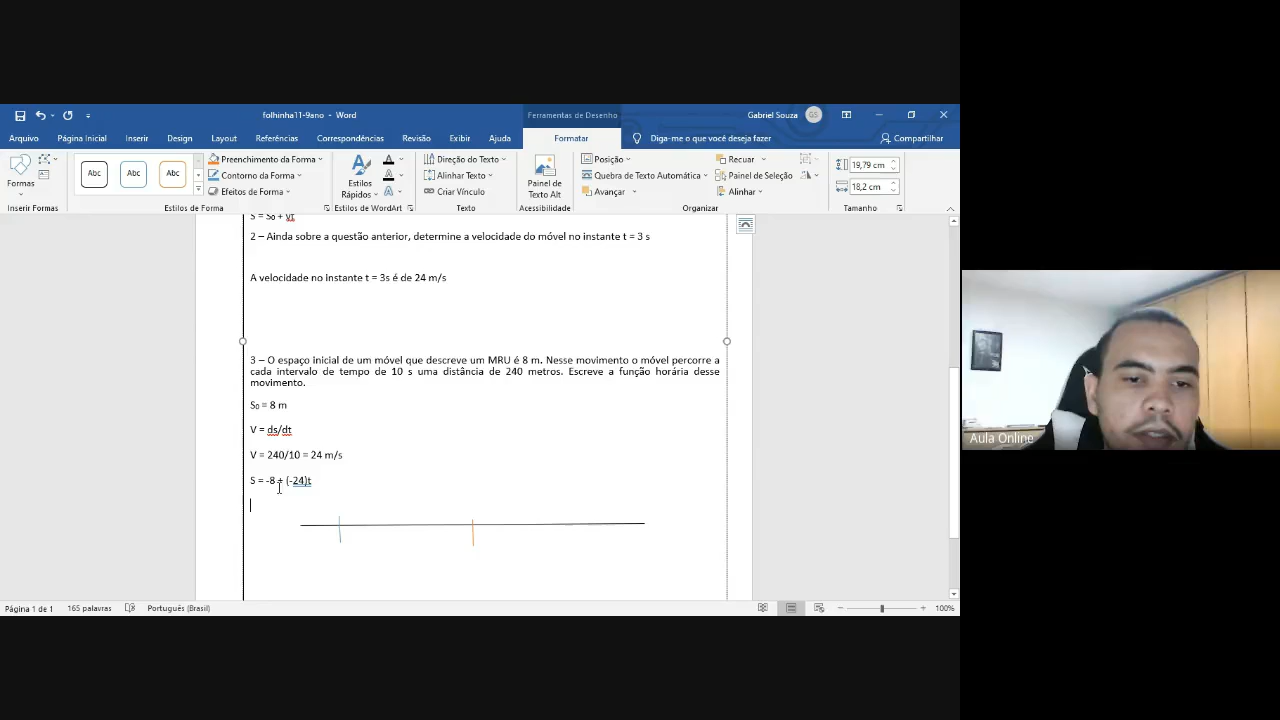 folhinha11-9ano - Word
Ferramentas de Desenho
Gabriel Souza
GS
Arquivo
Página Inicial
Inserir
Design
Layout
Referências
Correspondências
Revisão
Exibir
Ajuda
Formatar
Diga-me o que você deseja fazer
Compartilhar
Formas
Abc
Abc
Abc
Preenchimento da Forma
Contorno da Forma
Efeitos de Forma
Estilos Rápidos
A
A
A
A
Direção do Texto
Alinhar Texto
Criar Vínculo
Painel de Texto Alt
Posição
Quebra de Texto Automática
Avançar
Recuar
Painel de Seleção
Alinhar
19,79 cm
18,2 cm
Inserir Formas
Estilos de Forma
Estilos de WordArt
Texto
Acessibilidade
Organizar
Tamanho
S = S₀ + Vt
2 – Ainda sobre a questão anterior, determine a velocidade do móvel no instante t = 3 s
A velocidade no instante t = 3s é de 24 m/s
3 – O espaço inicial de um móvel que descreve um MRU é 8 m. Nesse movimento o móvel percorre a
cada intervalo de tempo de 10 s uma distância de 240 metros. Escreve a função horária desse
movimento.
S₀ = 8 m
V = ds/dt
V = 240/10 = 24 m/s
S = -8 + (-24)t
Página 1 de 1
165 palavras
Português (Brasil)
100%
Aula Online